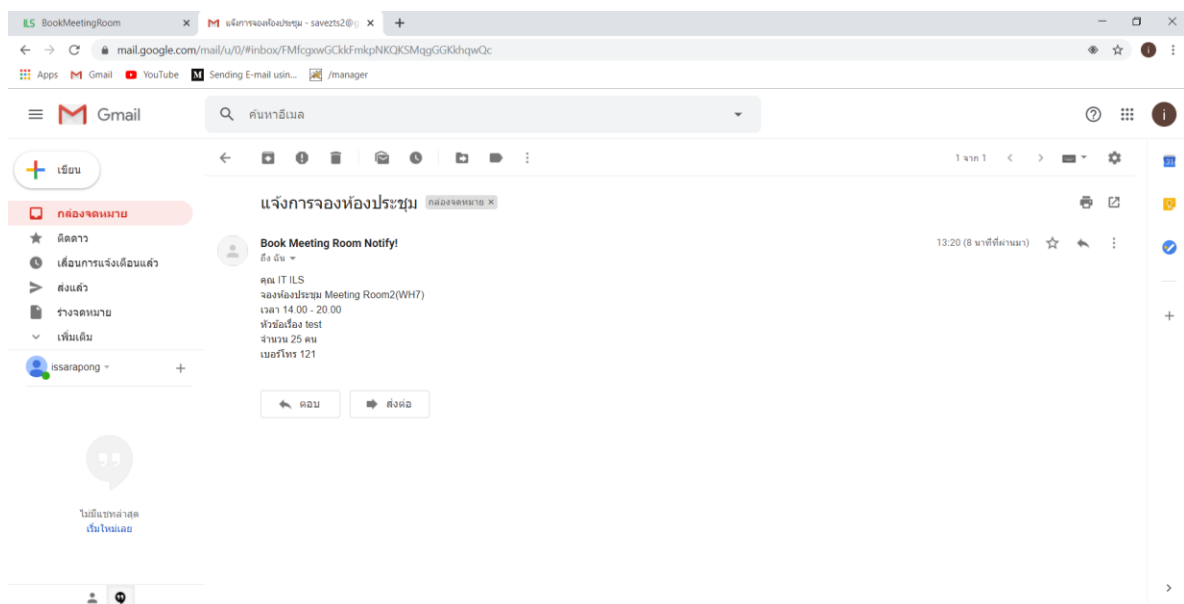 ILS BookMeetingRoom
แจ้งการจองห้องประชุม - savezts2@g
mail.google.com/mail/u/0/#inbox/FMfcgxwGCkkFmkpNKQKSMqgGGKkhqwQc
Apps Gmail YouTube Sending E-mail usin... /manager
Gmail
ค้นหาอีเมล
i
เขียน
1 จาก 1
31
กล่องจดหมาย
ติดดาว
เลื่อนการแจ้งเตือนแล้ว
ส่งแล้ว
ร่างจดหมาย
เพิ่มเติม
issarapong
ไม่มีแชทล่าสุด
เริ่มใหม่เลย
แจ้งการจองห้องประชุม กล่องจดหมาย ×
Book Meeting Room Notify!
13:20 (8 นาทีที่ผ่านมา)
ถึง ฉัน
คุณ IT ILS
จองห้องประชุม Meeting Room2(WH7)
เวลา 14.00 - 20.00
หัวข้อเรื่อง test
จำนวน 25 คน
เบอร์โทร 121
ตอบ
ส่งต่อ